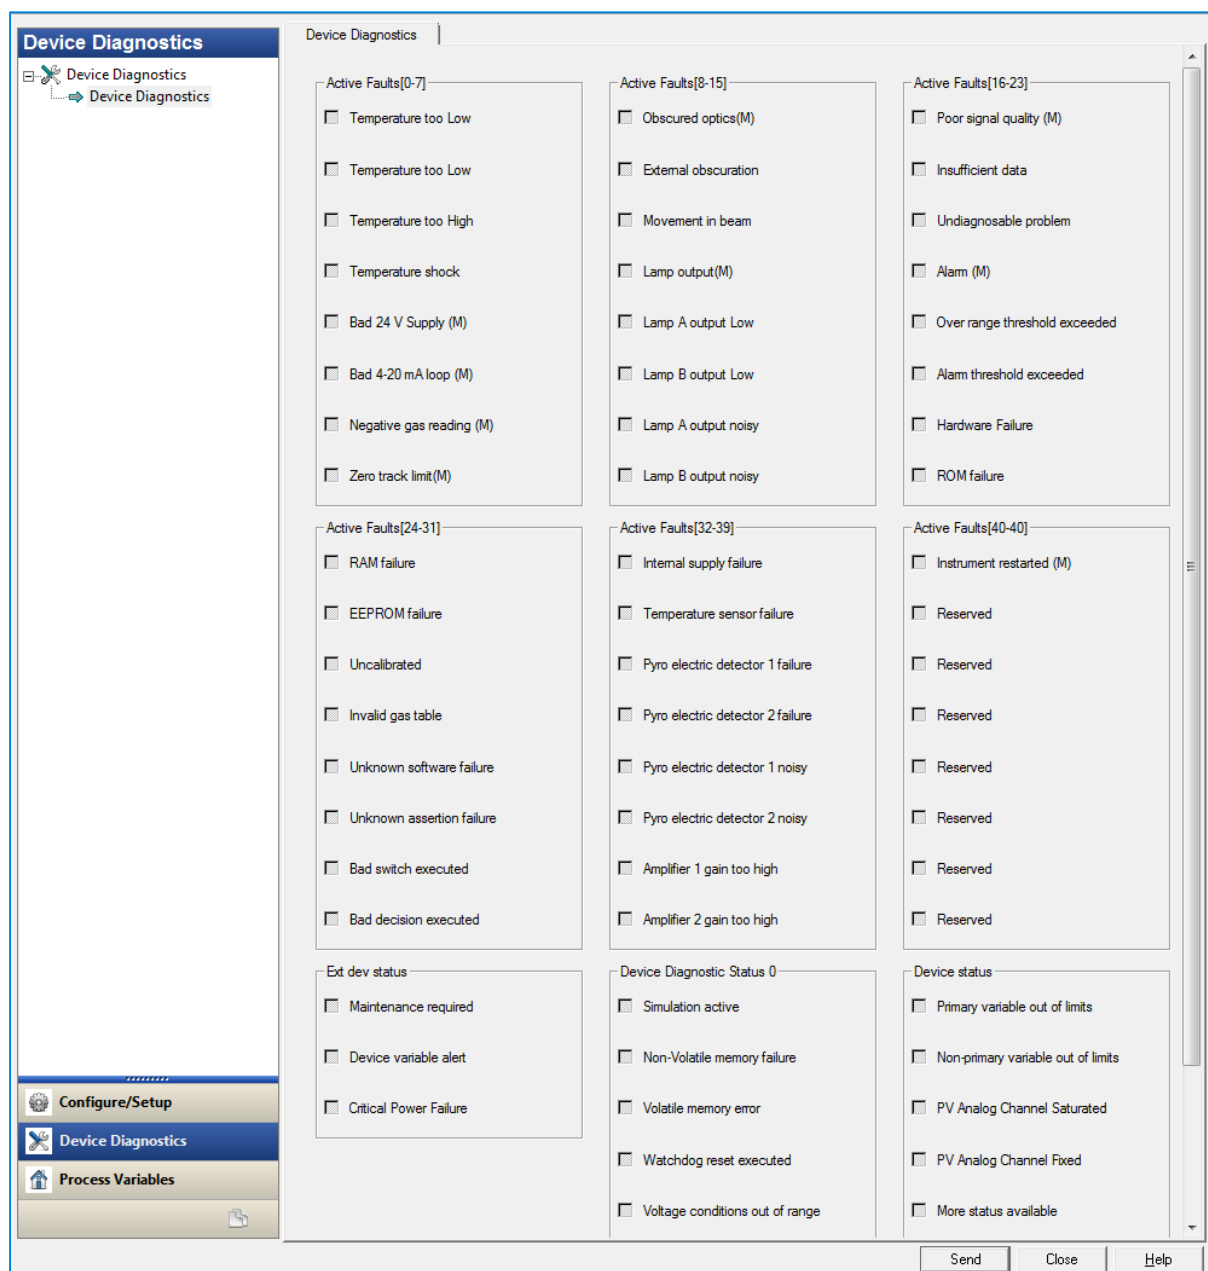 Device Diagnostics
Device Diagnostics
Device Diagnostics
Configure/Setup
Device Diagnostics
Process Variables
Device Diagnostics
Active Faults[0-7]
Temperature too Low
Temperature too Low
Temperature too High
Temperature shock
Bad 24 V Supply (M)
Bad 4-20 mA loop (M)
Negative gas reading (M)
Zero track limit(M)
Active Faults[8-15]
Obscured optics(M)
External obscuration
Movement in beam
Lamp output(M)
Lamp A output Low
Lamp B output Low
Lamp A output noisy
Lamp B output noisy
Active Faults[16-23]
Poor signal quality (M)
Insufficient data
Undiagnosable problem
Alarm (M)
Over range threshold exceeded
Alarm threshold exceeded
Hardware Failure
ROM failure
Active Faults[24-31]
RAM failure
EEPROM failure
Uncalibrated
Invalid gas table
Unknown software failure
Unknown assertion failure
Bad switch executed
Bad decision executed
Active Faults[32-39]
Internal supply failure
Temperature sensor failure
Pyro electric detector 1 failure
Pyro electric detector 2 failure
Pyro electric detector 1 noisy
Pyro electric detector 2 noisy
Amplifier 1 gain too high
Amplifier 2 gain too high
Active Faults[40-40]
Instrument restarted (M)
Reserved
Reserved
Reserved
Reserved
Reserved
Reserved
Reserved
Ext dev status
Maintenance required
Device variable alert
Critical Power Failure
Device Diagnostic Status 0
Simulation active
Non-Volatile memory failure
Volatile memory error
Watchdog reset executed
Voltage conditions out of range
Device status
Primary variable out of limits
Non-primary variable out of limits
PV Analog Channel Saturated
PV Analog Channel Fixed
More status available
Send
Close
Help